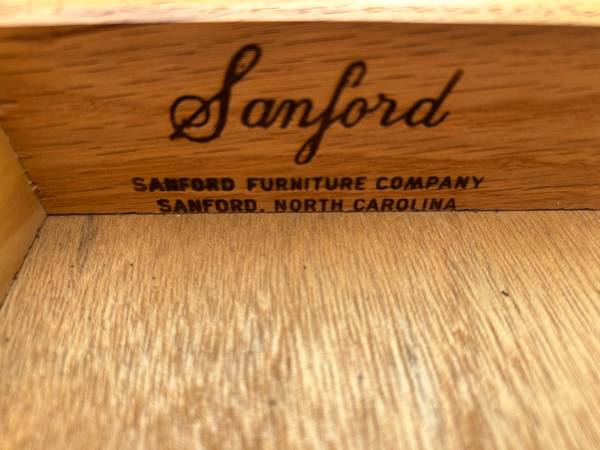 Sanford
SANFORD FURNITURE COMPANY
SANFORD, NORTH CAROLINA